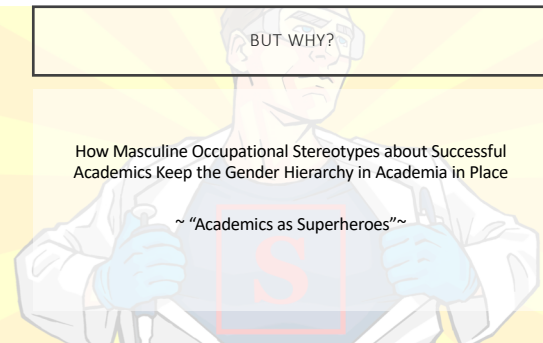 BUT WHY?
How Masculine Occupational Stereotypes about Successful
Academics Keep the Gender Hierarchy in Academia in Place
~ “Academics as Superheroes”~
S